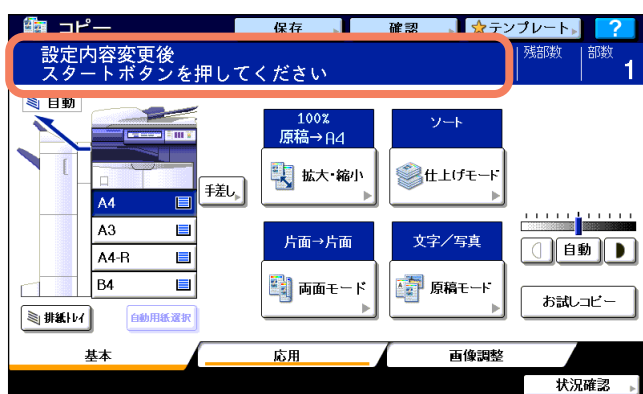 コピー
保存
確認
テンプレート
?
設定内容変更後
スタートボタンを押してください
残部数
部数
1
自動
100%
原稿→A4
ソート
拡大・縮小
仕上げモード
手差し
A4
A3
A4-R
B4
片面→片面
文字／写真
両面モード
原稿モード
自動
お試しコピー
排紙トレイ
自動用紙選択
基本
応用
画像調整
状況確認